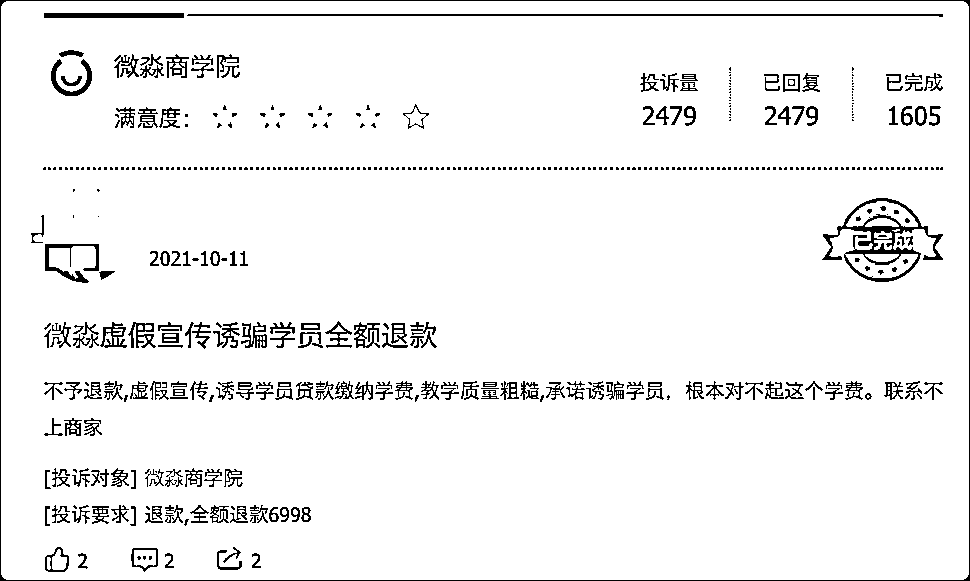 微淼商学院
满意度：
投诉量 已回复 已完成
2479 2479 1605
2021-10-11
已完成
微淼虚假宣传诱骗学员全额退款
不予退款,虚假宣传,诱导学员贷款缴纳学费,教学质量粗糙,承诺诱骗学员，根本对不起这个学费。联系不
上商家
[投诉对象] 微淼商学院
[投诉要求] 退款,全额退款6998
2 2 2